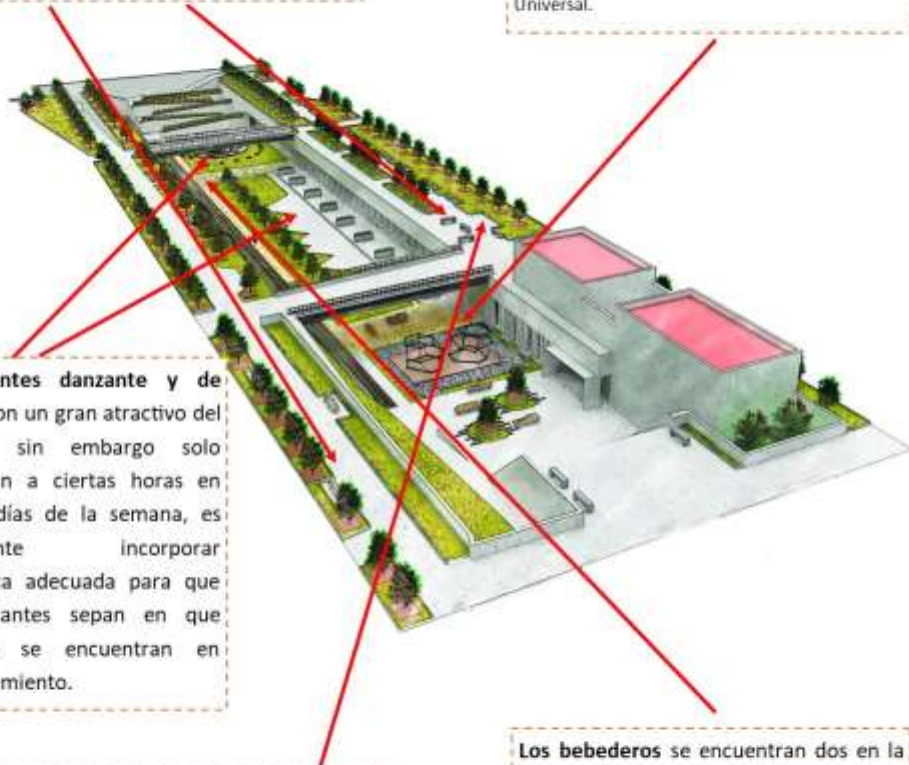 Universal.
ntes danzante y de
on un gran atractivo del
sin embargo solo
n a ciertas horas en
días de la semana, es
nte incorporar
a adecuada para que
antes sepan en que
se encuentran en
miento.
Los bebederos se encuentran dos en la